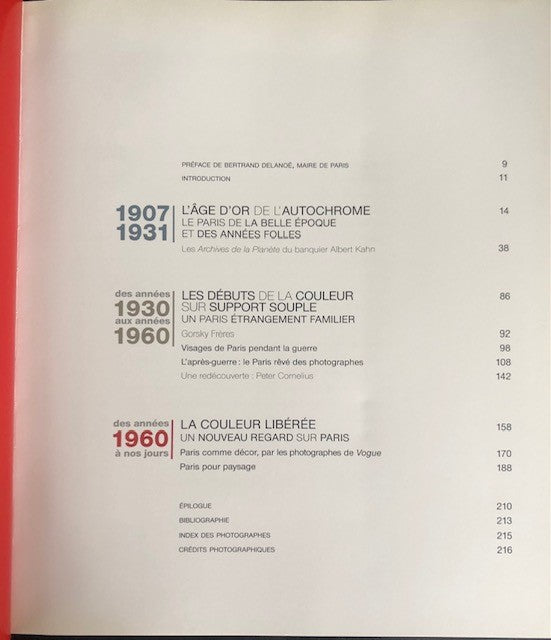 PRÉFACE DE BERTRAND DELANOË, MAIRE DE PARIS 9
INTRODUCTION 11
1907
1931
L'ÂGE D'OR DE L'AUTOCHROME 14
LE PARIS DE LA BELLE ÉPOQUE
ET DES ANNÉES FOLLES
Les Archives de la Planète du banquier Albert Kahn 38
des années
1930
aux années
1960
LES DÉBUTS DE LA COULEUR 86
SUR SUPPORT SOUPLE
UN PARIS ÉTRANGEMENT FAMILIER
Gorsky Frères 92
Visages de Paris pendant la guerre 98
L'après-guerre : le Paris rêvé des photographes 108
Une redécouverte : Peter Cornelius 142
des années
1960
à nos jours
LA COULEUR LIBÉRÉE 158
UN NOUVEAU REGARD SUR PARIS
Paris comme décor, par les photographes de Vogue 170
Paris pour paysage 188
ÉPILOGUE 210
BIBLIOGRAPHIE 213
INDEX DES PHOTOGRAPHES 215
CRÉDITS PHOTOGRAPHIQUES 216